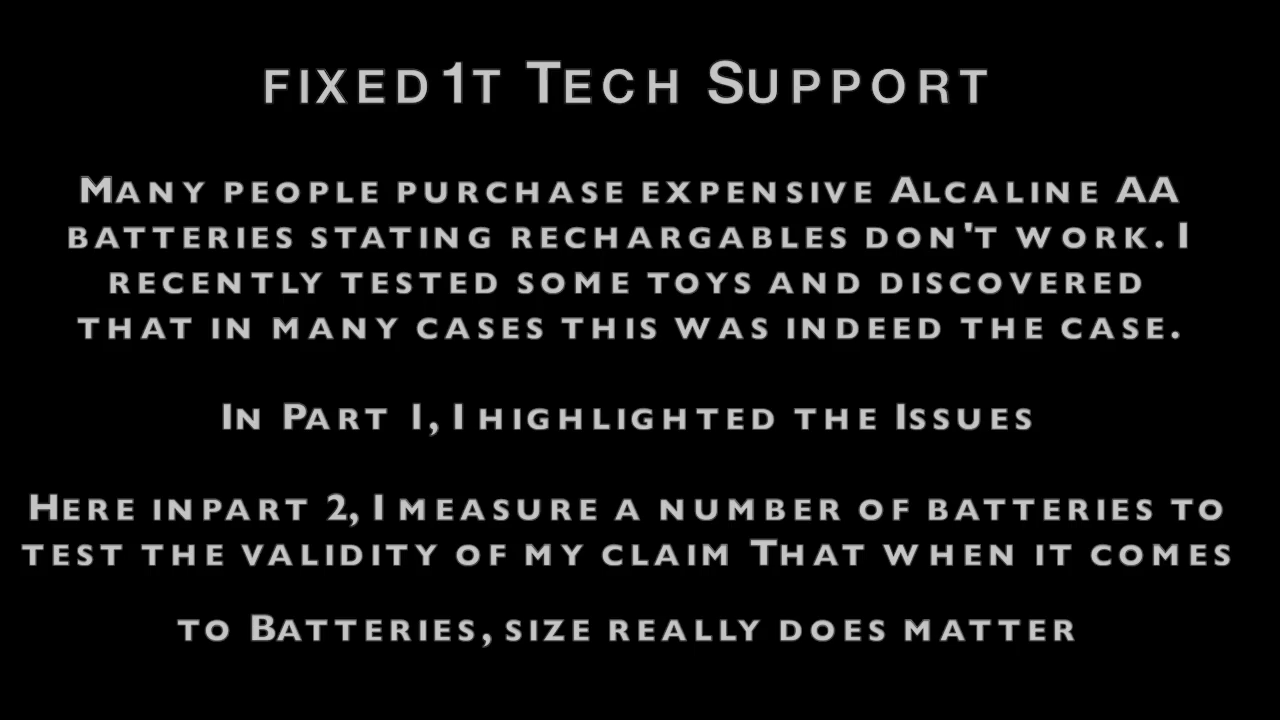 fixed1t Tech Support
Many people purchase expensive Alcaline AA
batteries stating rechargables don't work. I
recently tested some toys and discovered
that in many cases this was indeed the case.
In Part 1, I highlighted the Issues
Here inpart 2, I measure a number of batteries to
test the validity of my claim That when it comes
to Batteries, size really does matter